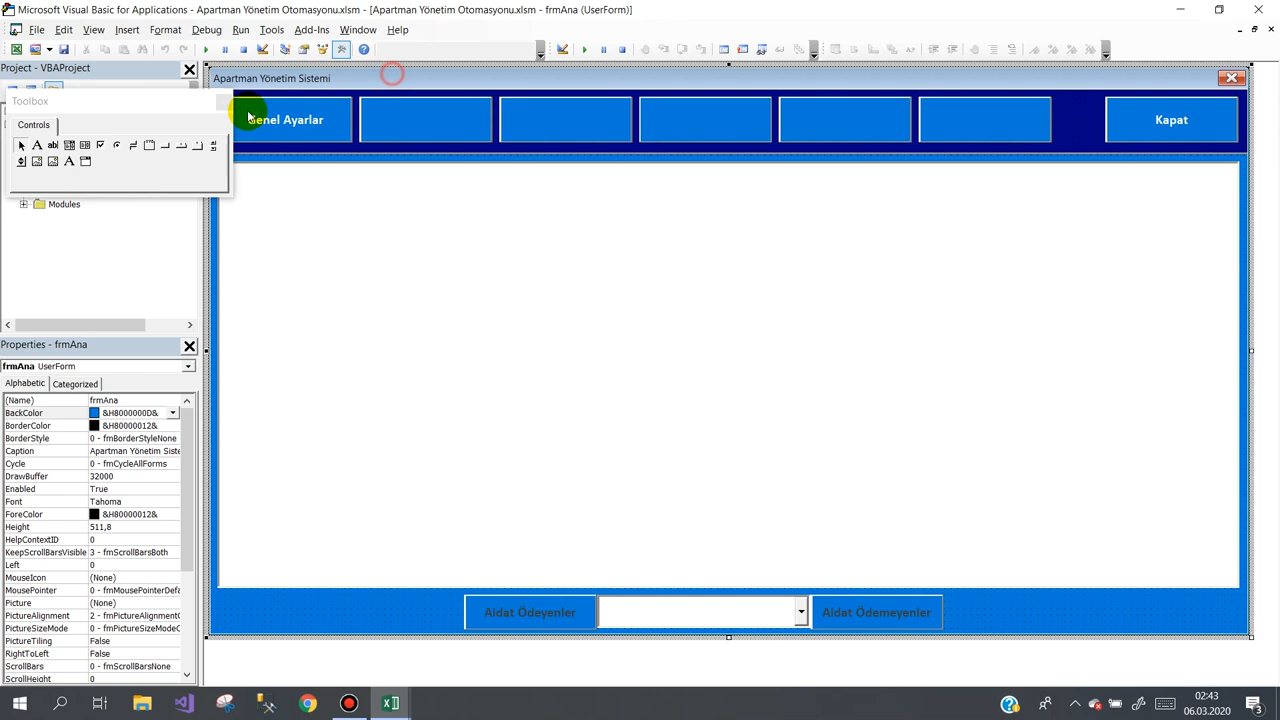 Microsoft Visual Basic for Applications - Apartman Yönetim Otomasyonu.xlsm - [Apartman Yönetim Otomasyonu.xlsm - frmAna (UserForm)]
File Edit View Insert Format Debug Run Tools Add-Ins Window Help
Project - VBAProject
Toolbox
Controls
Modules
Apartman Yönetim Sistemi
Genel Ayarlar
Kapat
Properties - frmAna
frmAna UserForm
Alphabetic Categorized
(Name) frmAna
BackColor &H8000000D&
BorderColor &H80000012&
BorderStyle 0 - fmBorderStyleNone
Caption Apartman Yönetim Siste
Cycle 0 - fmCycleAllForms
DrawBuffer 32000
Enabled True
Font Tahoma
ForeColor &H80000012&
Height 511,8
HelpContextID 0
KeepScrollBarsVisible 3 - fmScrollBarsBoth
Left 0
MouseIcon (None)
MousePointer 0 - fmMousePointerDefa
Picture (None)
PictureAlignment 2 - fmPictureAlignment
PictureSizeMode 0 - fmPictureSizeMode
PictureTiling False
RightToLeft False
ScrollBars 0 - fmScrollBarsNone
ScrollHeight 0
Aidat Ödeyenler
Aidat Ödemeyenler
02:43
06.03.2020
3